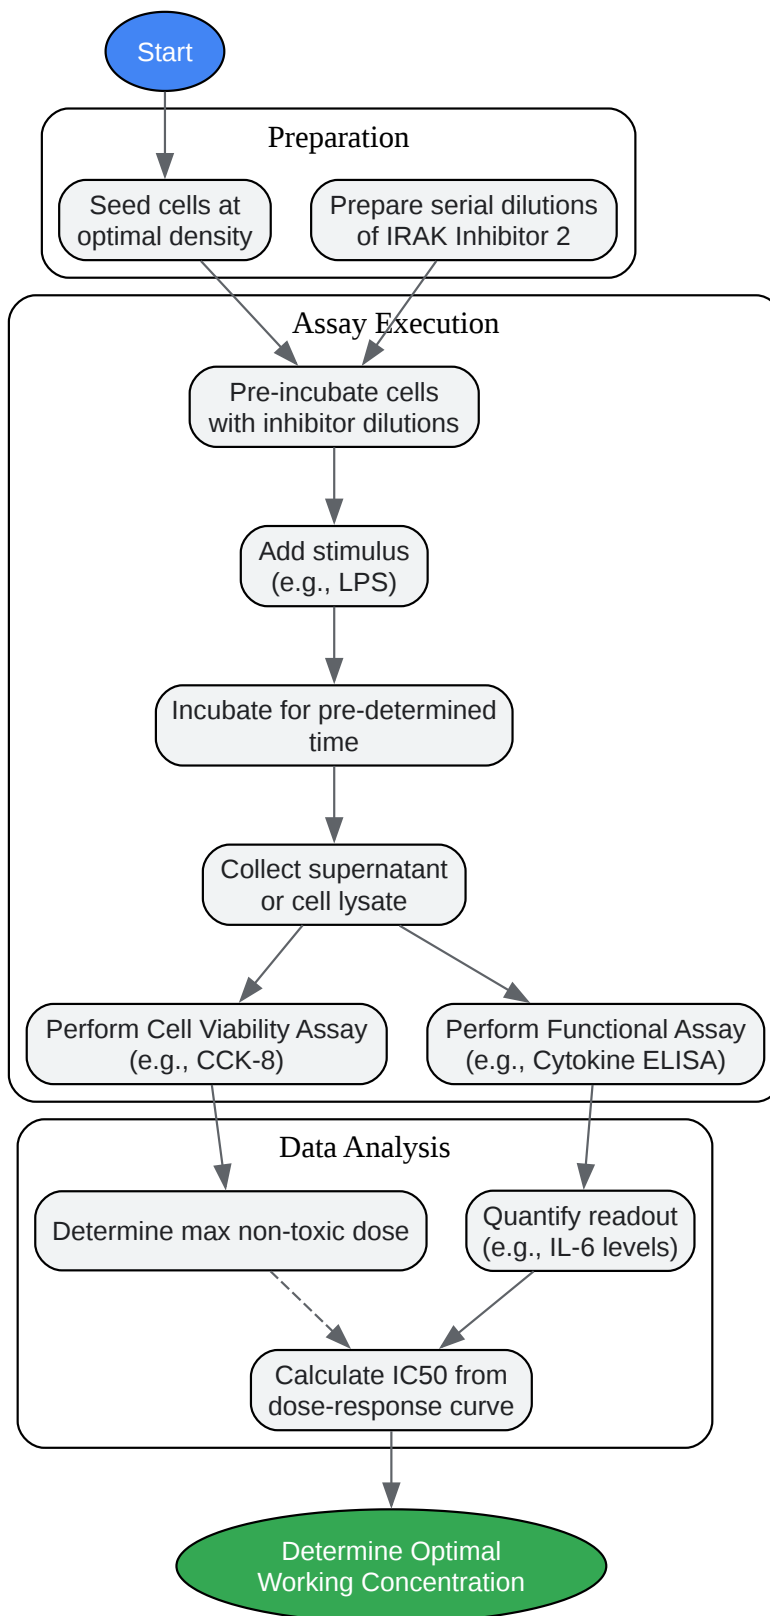 Start
Preparation
Seed cells at
optimal density
Prepare serial dilutions
of IRAK Inhibitor 2
Assay Execution
Pre-incubate cells
with inhibitor dilutions
Add stimulus
(e.g., LPS)
Incubate for pre-determined
time
Collect supernatant
or cell lysate
Perform Cell Viability Assay
(e.g., CCK-8)
Perform Functional Assay
(e.g., Cytokine ELISA)
Data Analysis
Determine max non-toxic dose
Quantify readout
(e.g., IL-6 levels)
Calculate IC50 from
dose-response curve
Determine Optimal
Working Concentration